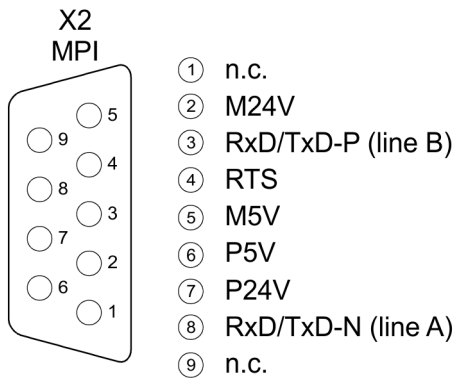 X2
MPI
5
9
4
8
3
7
2
6
1
1 n.c.
2 M24V
3 RxD/TxD-P (line B)
4 RTS
5 M5V
6 P5V
7 P24V
8 RxD/TxD-N (line A)
9 n.c.